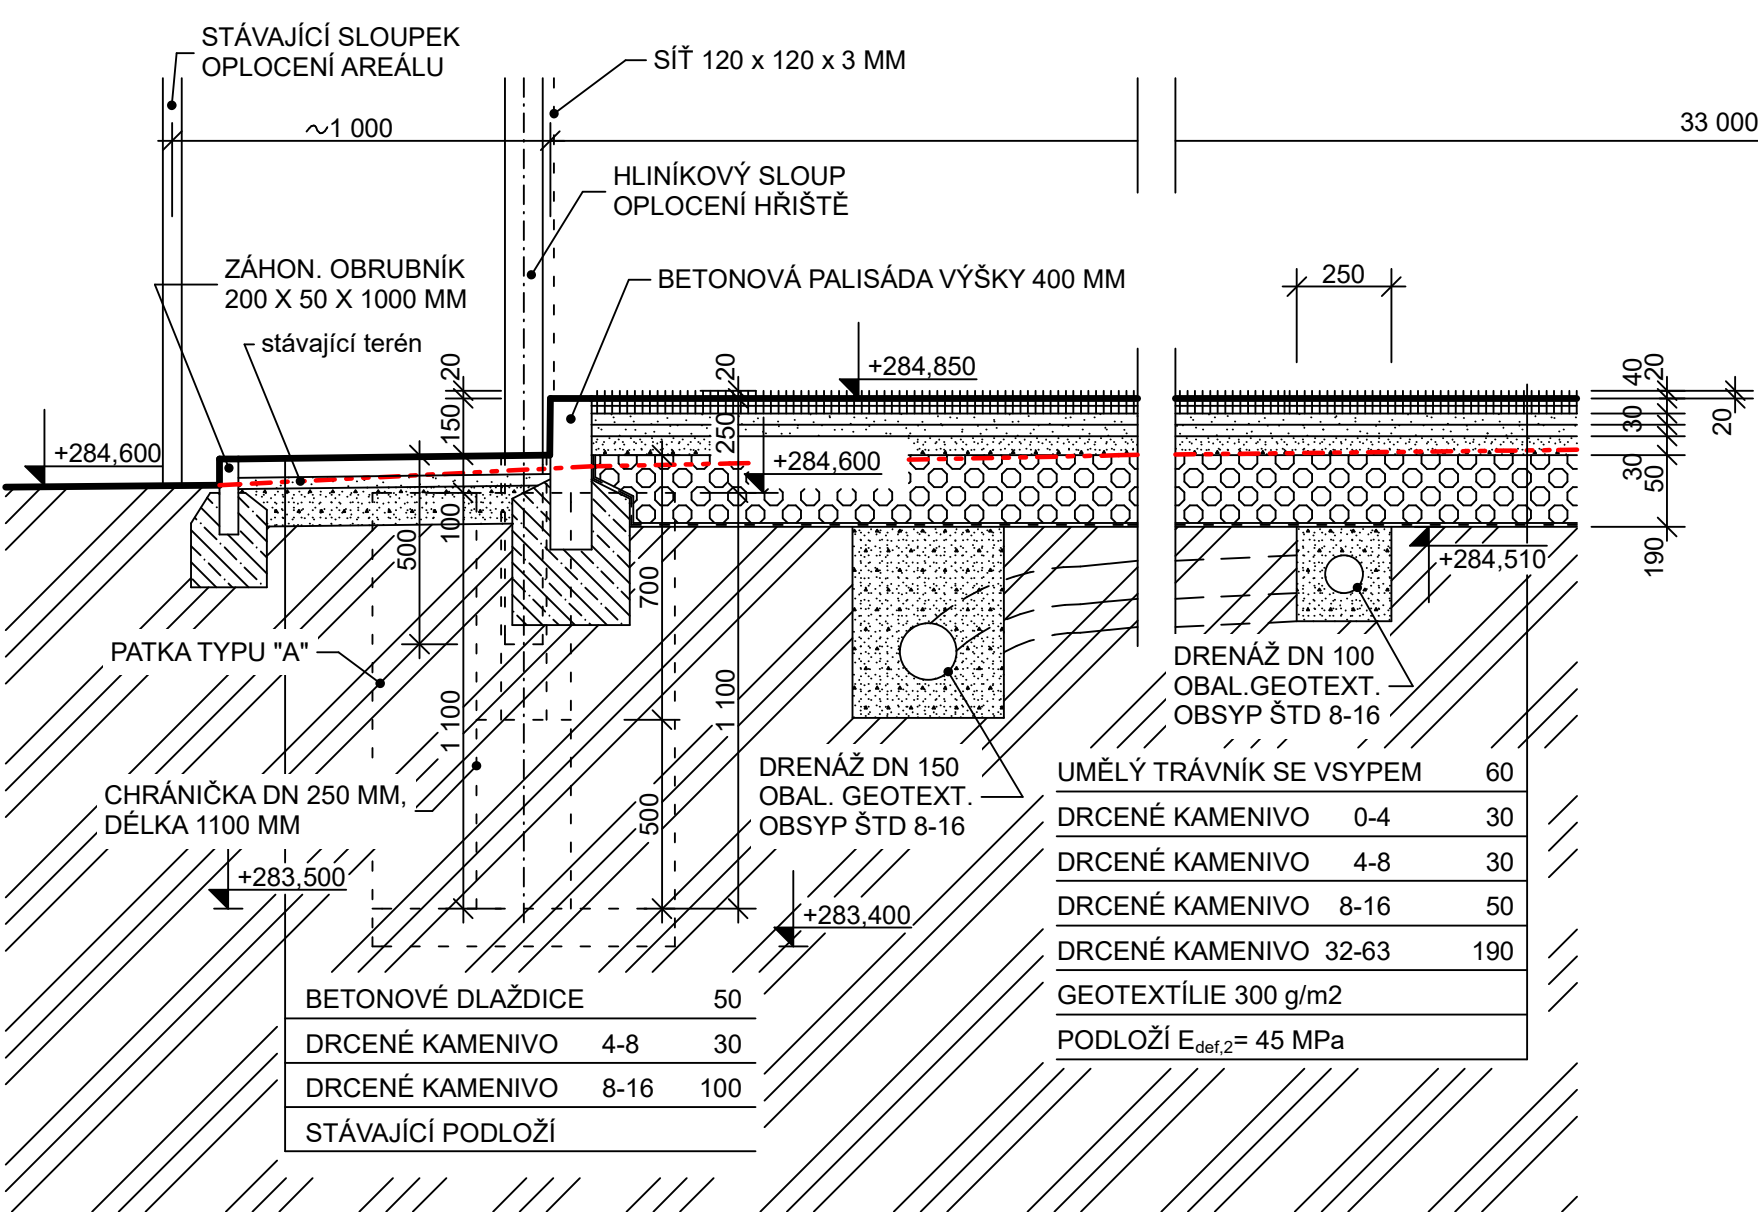 STÁVAJÍCÍ SLOUPEK
OPLOCENÍ AREÁLU
SÍŤ 120 x 120 x 3 MM
~1 000
33 000
HLINÍKOVÝ SLOUP
OPLOCENÍ HŘIŠTĚ
ZÁHON. OBRUBNÍK
200 X 50 X 1000 MM
BETONOVÁ PALISÁDA VÝŠKY 400 MM
250
stávající terén
+284,850
20
20
40
20
150
250
30
20
+284,600
+284,600
30
50
100
500
700
+284,510
190
PATKA TYPU "A"
DRENÁŽ DN 100
OBAL.GEOTEXT.
OBSYP ŠTD 8-16
1 100
1 100
500
CHRÁNIČKA DN 250 MM,
DÉLKA 1100 MM
DRENÁŽ DN 150
OBAL. GEOTEXT.
OBSYP ŠTD 8-16
+283,500
+283,400
UMĚLÝ TRÁVNÍK SE VSYPEM 60
DRCENÉ KAMENIVO 0-4 30
DRCENÉ KAMENIVO 4-8 30
DRCENÉ KAMENIVO 8-16 50
DRCENÉ KAMENIVO 32-63 190
GEOTEXTÍLIE 300 g/m2
PODLOŽÍ Edef,2= 45 MPa
BETONOVÉ DLAŽDICE 50
DRCENÉ KAMENIVO 4-8 30
DRCENÉ KAMENIVO 8-16 100
STÁVAJÍCÍ PODLOŽÍ